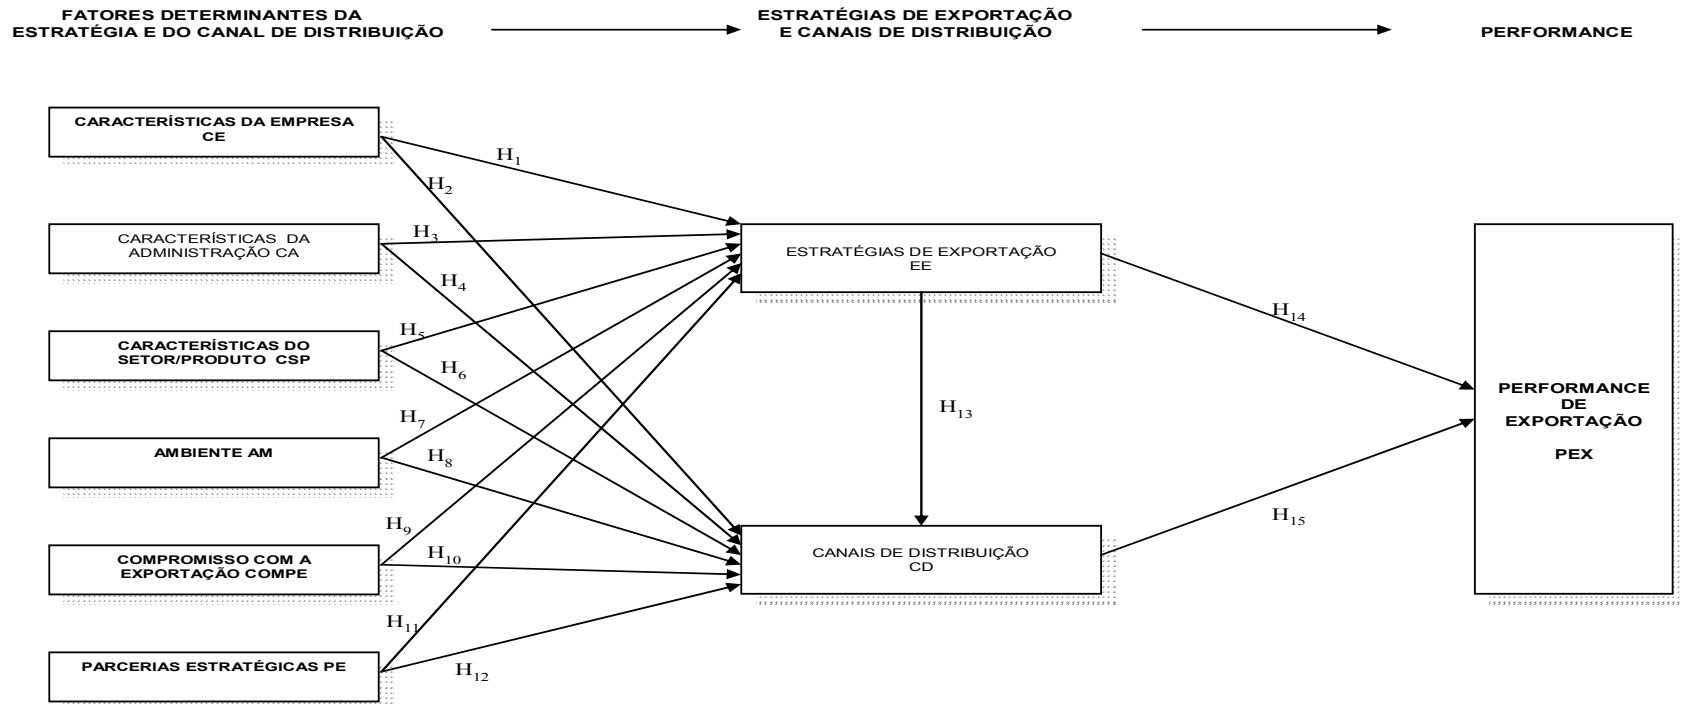 FATORES DETERMINANTES DA
ESTRATÉGIA E DO CANAL DE DISTRIBUIÇÃO
ESTRATÉGIAS DE EXPORTAÇÃO
E CANAIS DE DISTRIBUIÇÃO
PERFORMANCE
CARACTERÍSTICAS DA EMPRESA
CE
CARACTERÍSTICAS DA
ADMINISTRAÇÃO CA
CARACTERÍSTICAS DO
SETOR/PRODUTO CSP
AMBIENTE AM
COMPROMISSO COM A
EXPORTAÇÃO COMPE
PARCERIAS ESTRATÉGICAS PE
H1
H2
H3
H4
H5
H6
H7
H8
H9
H10
H11
H12
ESTRATÉGIAS DE EXPORTAÇÃO
EE
H13
CANAIS DE DISTRIBUIÇÃO
CD
H14
H15
PERFORMANCE
DE
EXPORTAÇÃO
PEX